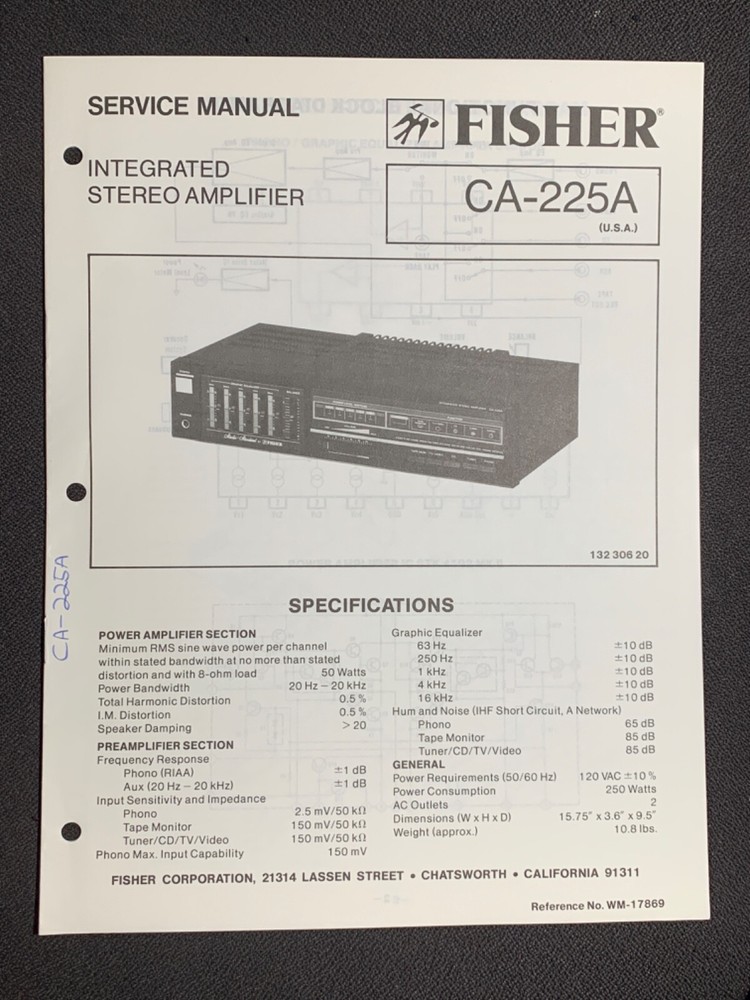 SERVICE MANUAL
FISHER®
INTEGRATED
STEREO AMPLIFIER
CA-225A
(U.S.A.)
132 306 20
CA-225A
SPECIFICATIONS
POWER AMPLIFIER SECTION
Minimum RMS sine wave power per channel
within stated bandwidth at no more than stated
distortion and with 8-ohm load 50 Watts
Power Bandwidth 20 Hz – 20 kHz
Total Harmonic Distortion 0.5 %
I.M. Distortion 0.5 %
Speaker Damping > 20
PREAMPLIFIER SECTION
Frequency Response
Phono (RIAA) ±1 dB
Aux (20 Hz – 20 kHz) ±1 dB
Input Sensitivity and Impedance
Phono 2.5 mV/50 kΩ
Tape Monitor 150 mV/50 kΩ
Tuner/CD/TV/Video 150 mV/50 kΩ
Phono Max. Input Capability 150 mV
Graphic Equalizer
63 Hz ±10 dB
250 Hz ±10 dB
1 kHz ±10 dB
4 kHz ±10 dB
16 kHz ±10 dB
Hum and Noise (IHF Short Circuit, A Network)
Phono 65 dB
Tape Monitor 85 dB
Tuner/CD/TV/Video 85 dB
GENERAL
Power Requirements (50/60 Hz) 120 VAC ±10 %
Power Consumption 250 Watts
AC Outlets 2
Dimensions (W x H x D) 15.75" x 3.6" x 9.5"
Weight (approx.) 10.8 lbs.
FISHER CORPORATION, 21314 LASSEN STREET • CHATSWORTH • CALIFORNIA 91311
Reference No. WM-17869